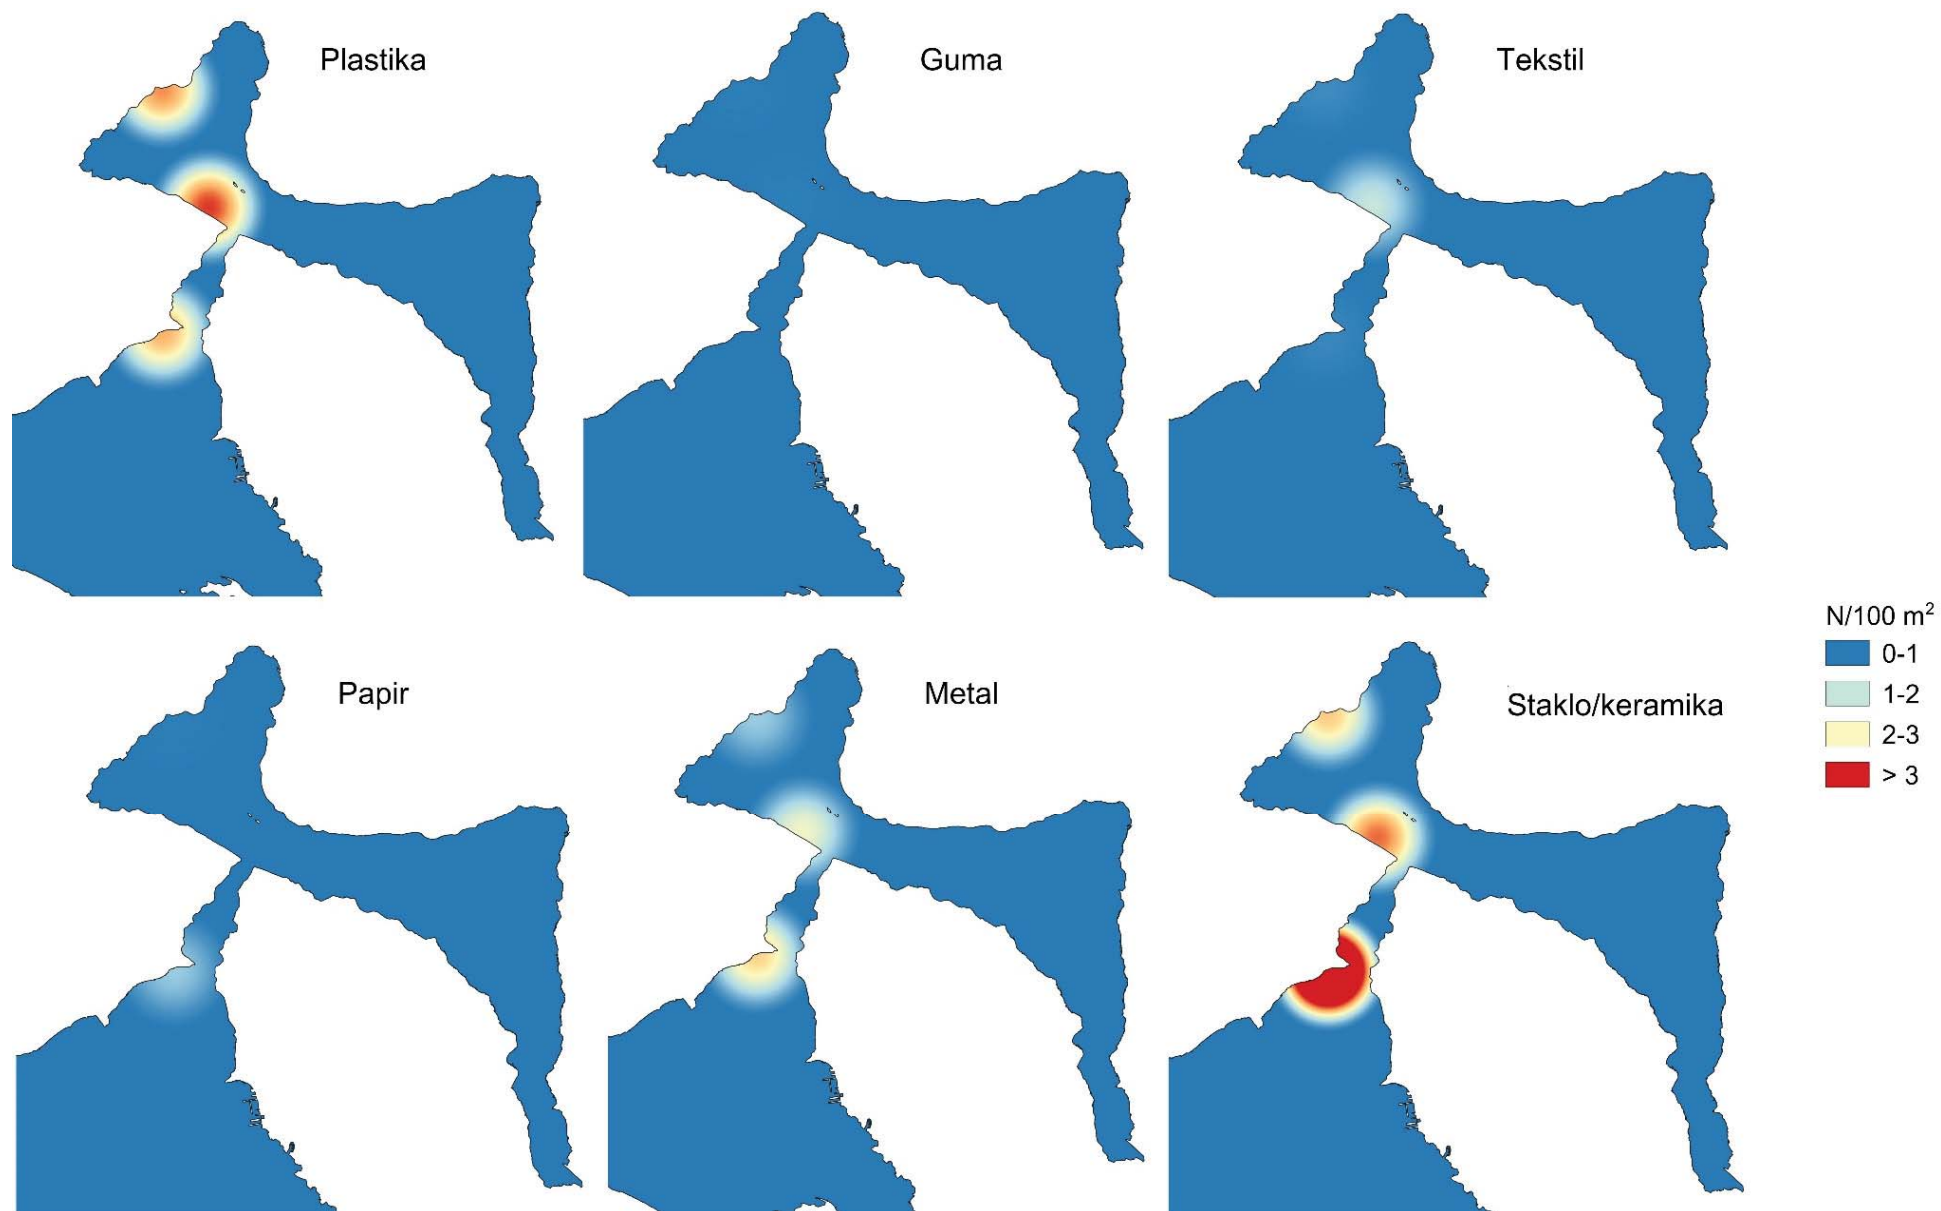 Plastika
Guma
Tekstil
Papir
Metal
Staklo/keramika
N/100 m²
0-1
1-2
2-3
> 3